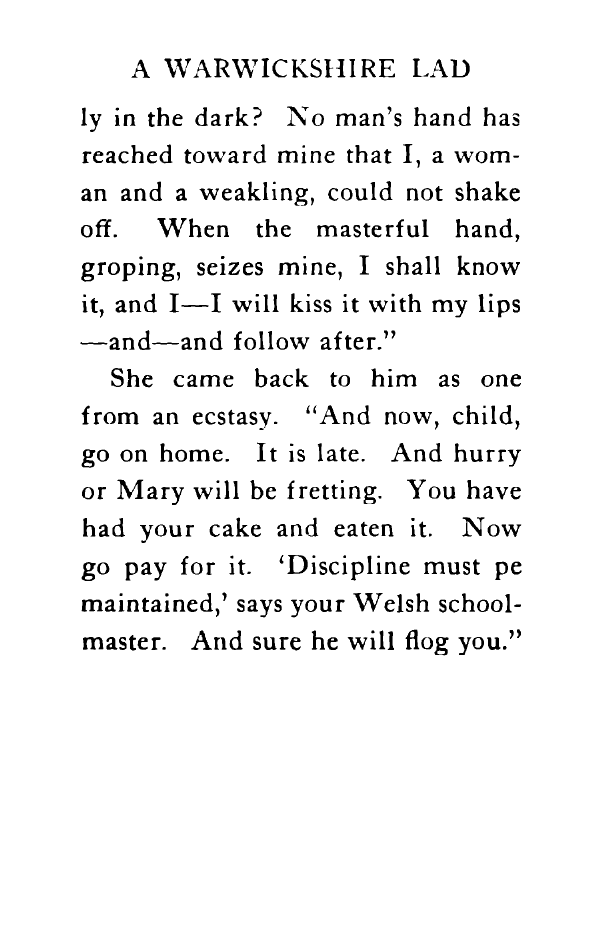 A WARWICKSHIRE LAD
ly in the dark? No man's hand has
reached toward mine that I, a wom-
an and a weakling, could not shake
off. When the masterful hand,
groping, seizes mine, I shall know
it, and I—I will kiss it with my lips
—and—and follow after.”
She came back to him as one
from an ecstasy. “And now, child,
go on home. It is late. And hurry
or Mary will be fretting. You have
had your cake and eaten it. Now
go pay for it. ‘Discipline must pe
maintained,’ says your Welsh school-
master. And sure he will flog you.”